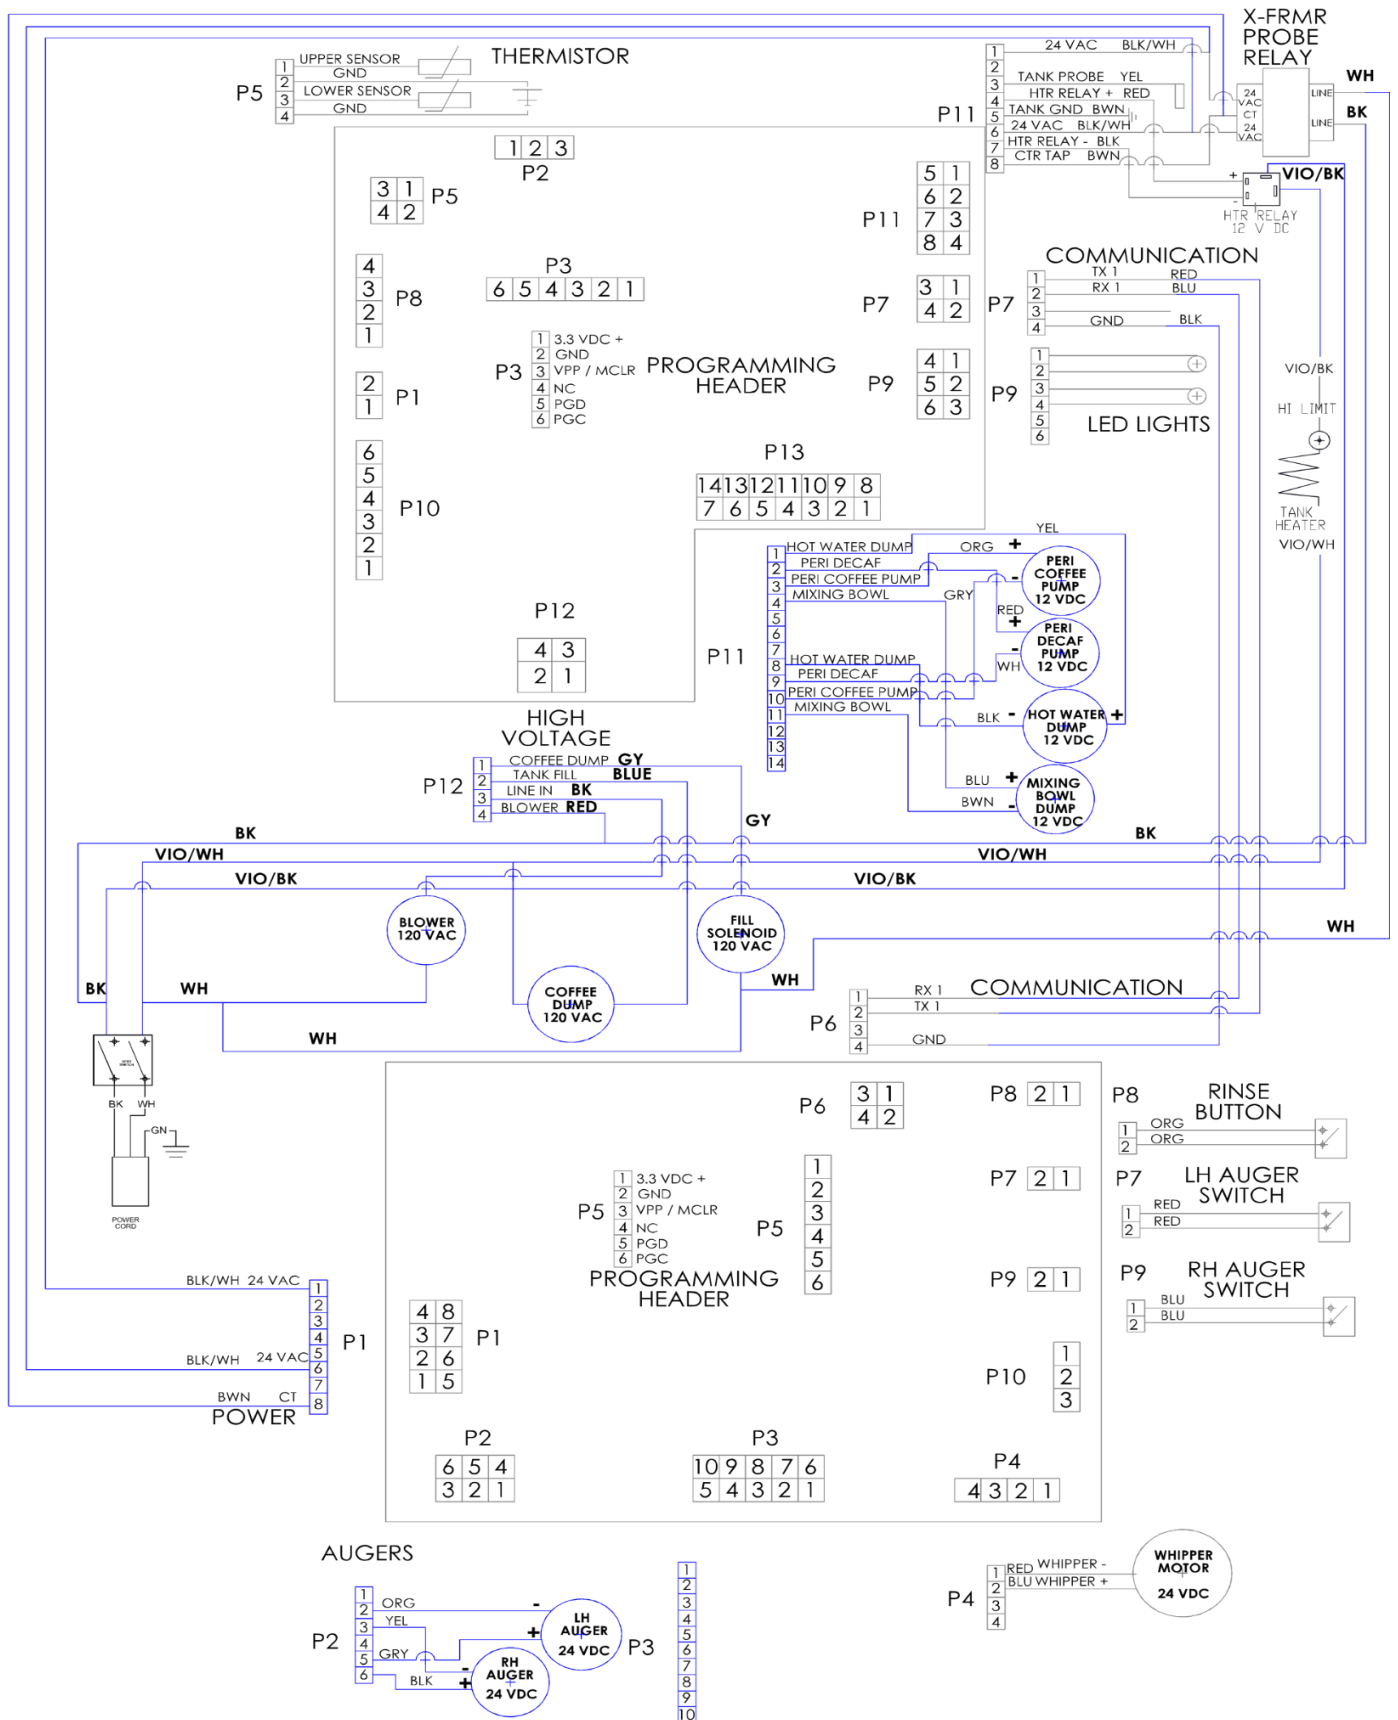 X-FRMR
PROBE
RELAY
THERMISTOR
P5
1 UPPER SENSOR
2 GND
3 LOWER SENSOR
4 GND
P11
1 24 VAC BLK/WH
2
3 TANK PROBE YEL
4 HTR RELAY + RED
5 TANK GND BWN
6 24 VAC BLK/WH
7 HTR RELAY - BLK
8 CTR TAP BWN
24
VAC
CT
24
VAC
LINE
LINE
WH
BK
VIO/BK
+
-
HTR RELAY
12 V DC
1 2 3
P2
3 1
4 2
P5
5 1
6 2
7 3
8 4
P11
4
3
2
1
P8
P3
6 5 4 3 2 1
3 1
4 2
P7
COMMUNICATION
P7
1 TX 1 RED
2 RX 1 BLU
3
4 GND BLK
P3
1 3.3 VDC +
2 GND
3 VPP / MCLR
4 NC
5 PGD
6 PGC
PROGRAMMING
HEADER
2
1
P1
P9
4 1
5 2
6 3
P9
1
2
3
4
5
6
LED LIGHTS
VIO/BK
HI LIMIT
TANK
HEATER
VIO/WH
6
5
4
3
2
1
P10
P13
14 13 12 11 10 9 8
7 6 5 4 3 2 1
P12
4 3
2 1
P11
1 HOT WATER DUMP YEL
2 PERI DECAF ORG +
3 PERI COFFEE PUMP -
4 MIXING BOWL GRY
5
6 RED +
7
8 HOT WATER DUMP -
9 PERI DECAF WH
10 PERI COFFEE PUMP
11 MIXING BOWL
12
13
14
PERI
COFFEE
PUMP
12 VDC
PERI
DECAF
PUMP
12 VDC
BLK - HOT WATER +
DUMP
12 VDC
BLU +
BWN -
MIXING
BOWL
DUMP
12 VDC
HIGH
VOLTAGE
P12
1 COFFEE DUMP GY
2 TANK FILL BLUE
3 LINE IN BK
4 BLOWER RED
GY
BK
BK
VIO/WH
VIO/WH
VIO/BK
VIO/BK
BLOWER
120 VAC
FILL
SOLENOID
120 VAC
WH
WH
BK
WH
COFFEE
DUMP
120 VAC
WH
COMMUNICATION
P6
1 RX 1
2 TX 1
3
4 GND
BK WH
GN
POWER
CORD
P6
3 1
4 2
P8 2 1
P7 2 1
P9 2 1
P8
RINSE
BUTTON
1 ORG
2 ORG
P7
LH AUGER
SWITCH
1 RED
2 RED
P9
RH AUGER
SWITCH
1 BLU
2 BLU
P5
1 3.3 VDC +
2 GND
3 VPP / MCLR
4 NC
5 PGD
6 PGC
PROGRAMMING
HEADER
P5
1
2
3
4
5
6
BLK/WH 24 VAC 1
2
3
4
5
BLK/WH 24 VAC 6
7
BWN CT 8
P1
POWER
4 8
3 7
2 6
1 5
P1
P10
1
2
3
P2
6 5 4
3 2 1
P3
10 9 8 7 6
5 4 3 2 1
P4
4 3 2 1
AUGERS
P2
1
2 ORG -
3 YEL
4 +
5 GRY
6 BLK
-
+
LH
AUGER
24 VDC
RH
AUGER
24 VDC
P3
1
2
3
4
5
6
7
8
9
10
P4
1 RED WHIPPER -
2 BLU WHIPPER +
3
4
WHIPPER
MOTOR
24 VDC